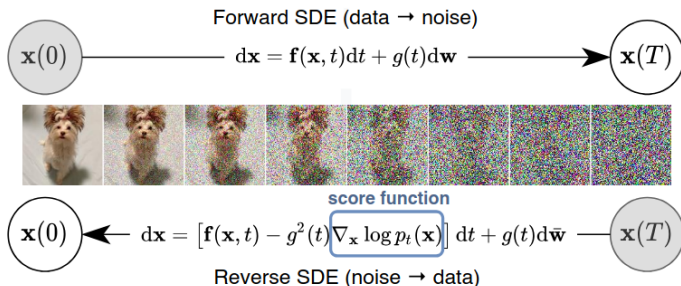 Forward SDE (data → noise)
x(0) dx = f(x, t)dt + g(t)dw x(T)
score function
x(0) dx = [f(x, t) − g²(t)∇ₓ log pₜ(x)] dt + g(t)dw̄ x(T)
Reverse SDE (noise → data)